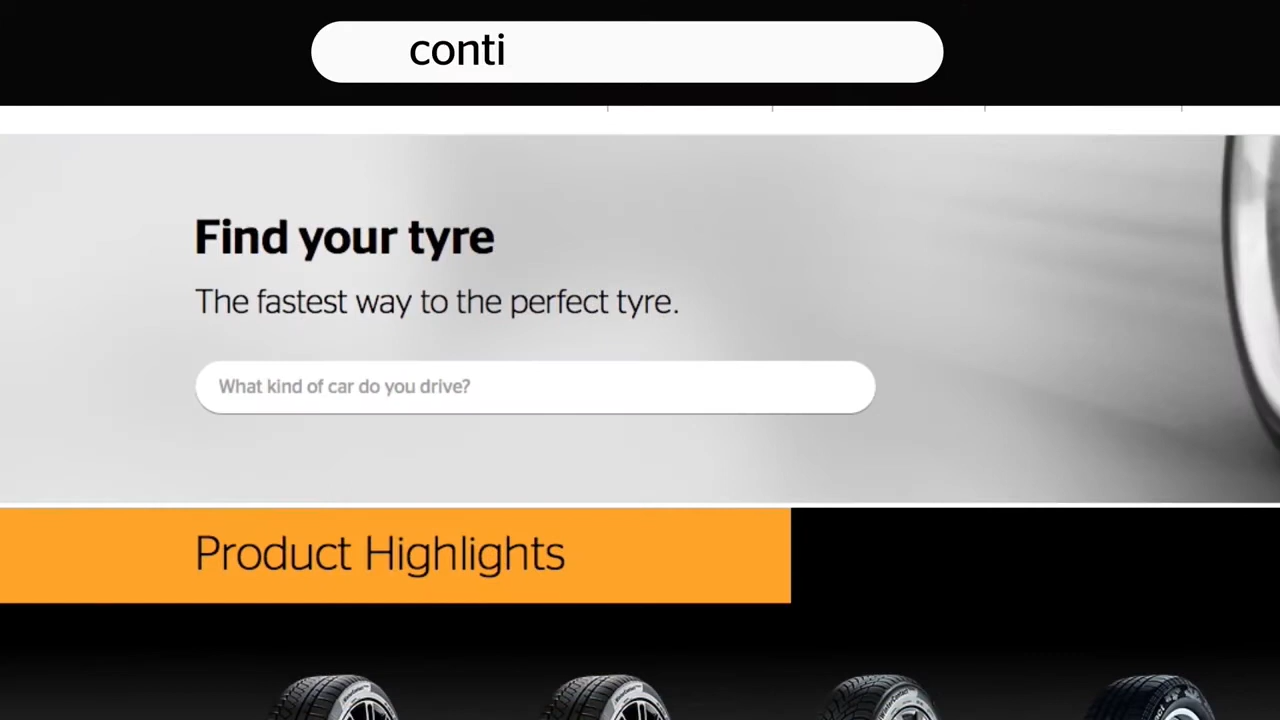 conti
Find your tyre
The fastest way to the perfect tyre.
What kind of car do you drive?
Product Highlights